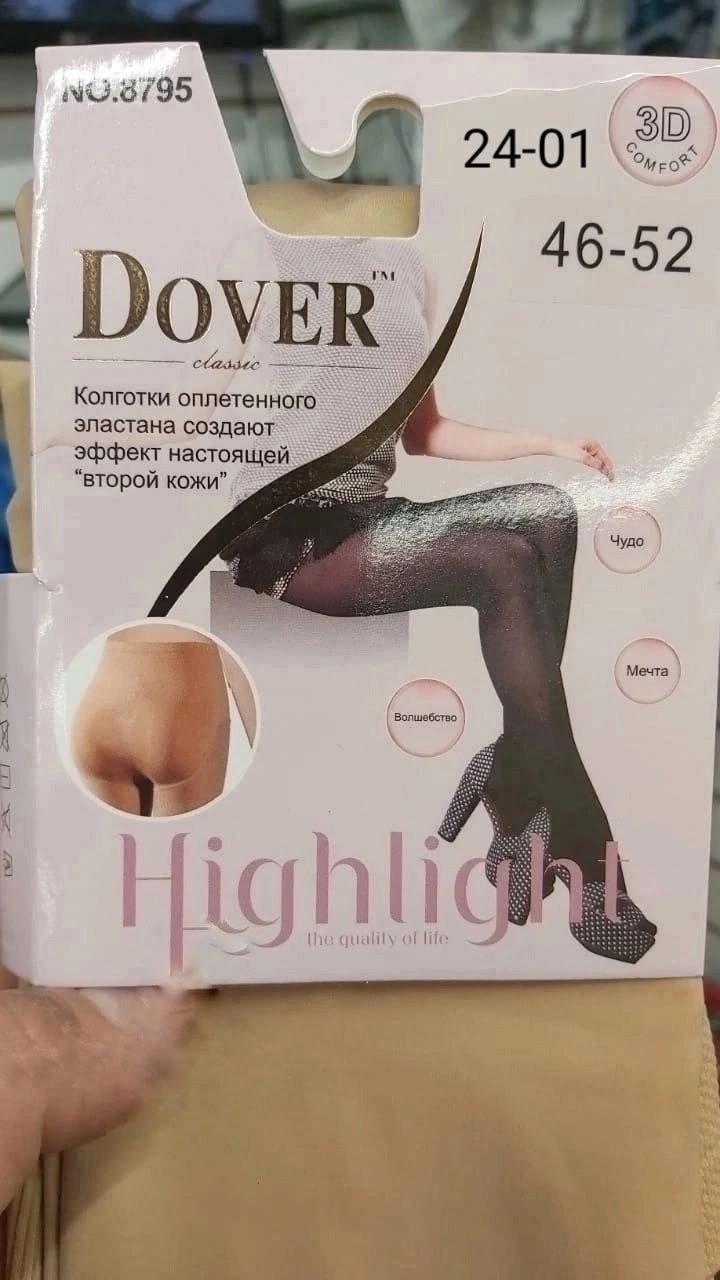 NO.8795
24-01
3D
COMFORT
46-52
DOVER™
classic
Колготки оплетенного
эластана создают
эффект настоящей
“второй кожи”
Чудо
Мечта
Волшебство
Highlight
the quality of life